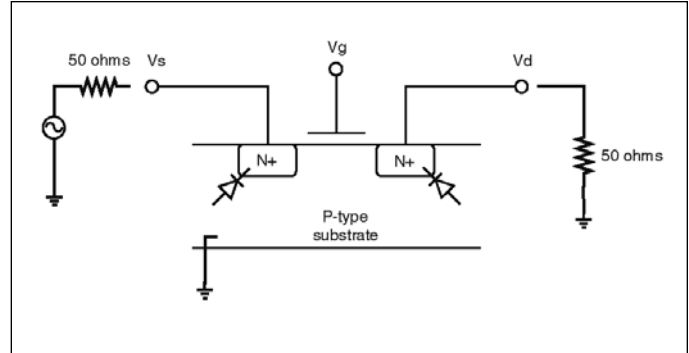 50 ohms
Vs
Vg
Vd
N+
N+
50 ohms
P-type
substrate